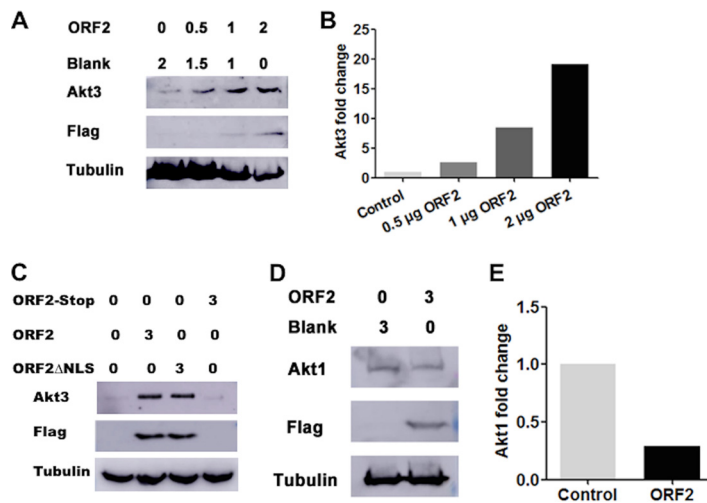 A
ORF2 0 0.5 1 2
Blank 2 1.5 1 0
Akt3
Flag
Tubulin
B
Akt3 fold change
25
20
15
10
5
0
Control
0.5 µg ORF2
1 µg ORF2
2 µg ORF2
C
ORF2-Stop 0 0 0 3
ORF2 0 3 0 0
ORF2ΔNLS 0 0 3 0
Akt3
Flag
Tubulin
D
ORF2 0 3
Blank 3 0
Akt1
Flag
Tubulin
E
Akt1 fold change
1.5
1.0
0.5
0.0
Control ORF2